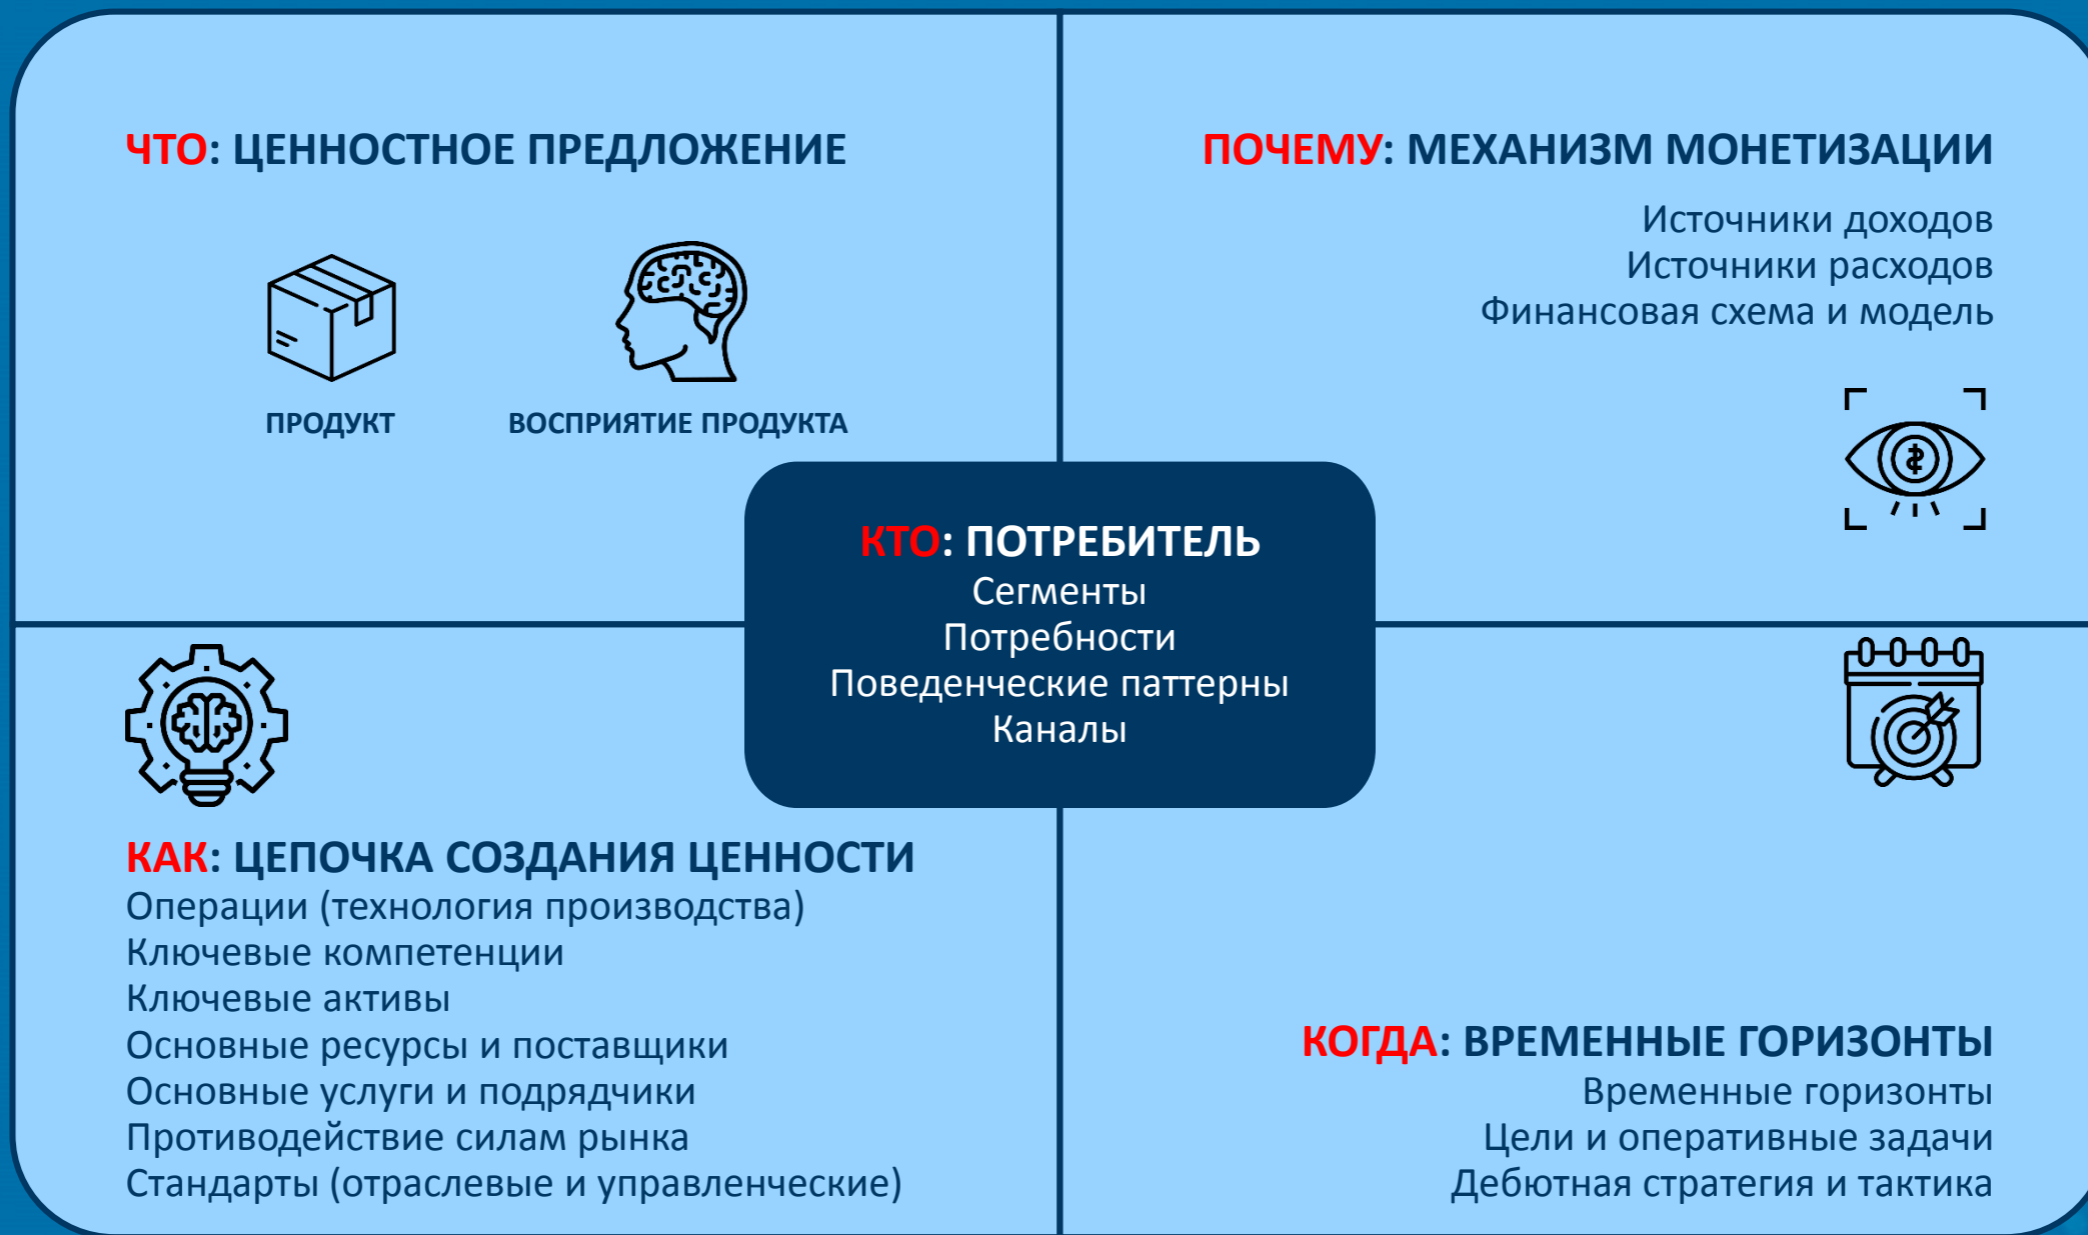 ЧТО: ЦЕННОСТНОЕ ПРЕДЛОЖЕНИЕ
ПРОДУКТ
ВОСПРИЯТИЕ ПРОДУКТА
ПОЧЕМУ: МЕХАНИЗМ МОНЕТИЗАЦИИ
Источники доходов
Источники расходов
Финансовая схема и модель
КТО: ПОТРЕБИТЕЛЬ
Сегменты
Потребности
Поведенческие паттерны
Каналы
КАК: ЦЕПОЧКА СОЗДАНИЯ ЦЕННОСТИ
Операции (технология производства)
Ключевые компетенции
Ключевые активы
Основные ресурсы и поставщики
Основные услуги и подрядчики
Противодействие силам рынка
Стандарты (отраслевые и управленческие)
КОГДА: ВРЕМЕННЫЕ ГОРИЗОНТЫ
Временные горизонты
Цели и оперативные задачи
Дебютная стратегия и тактика